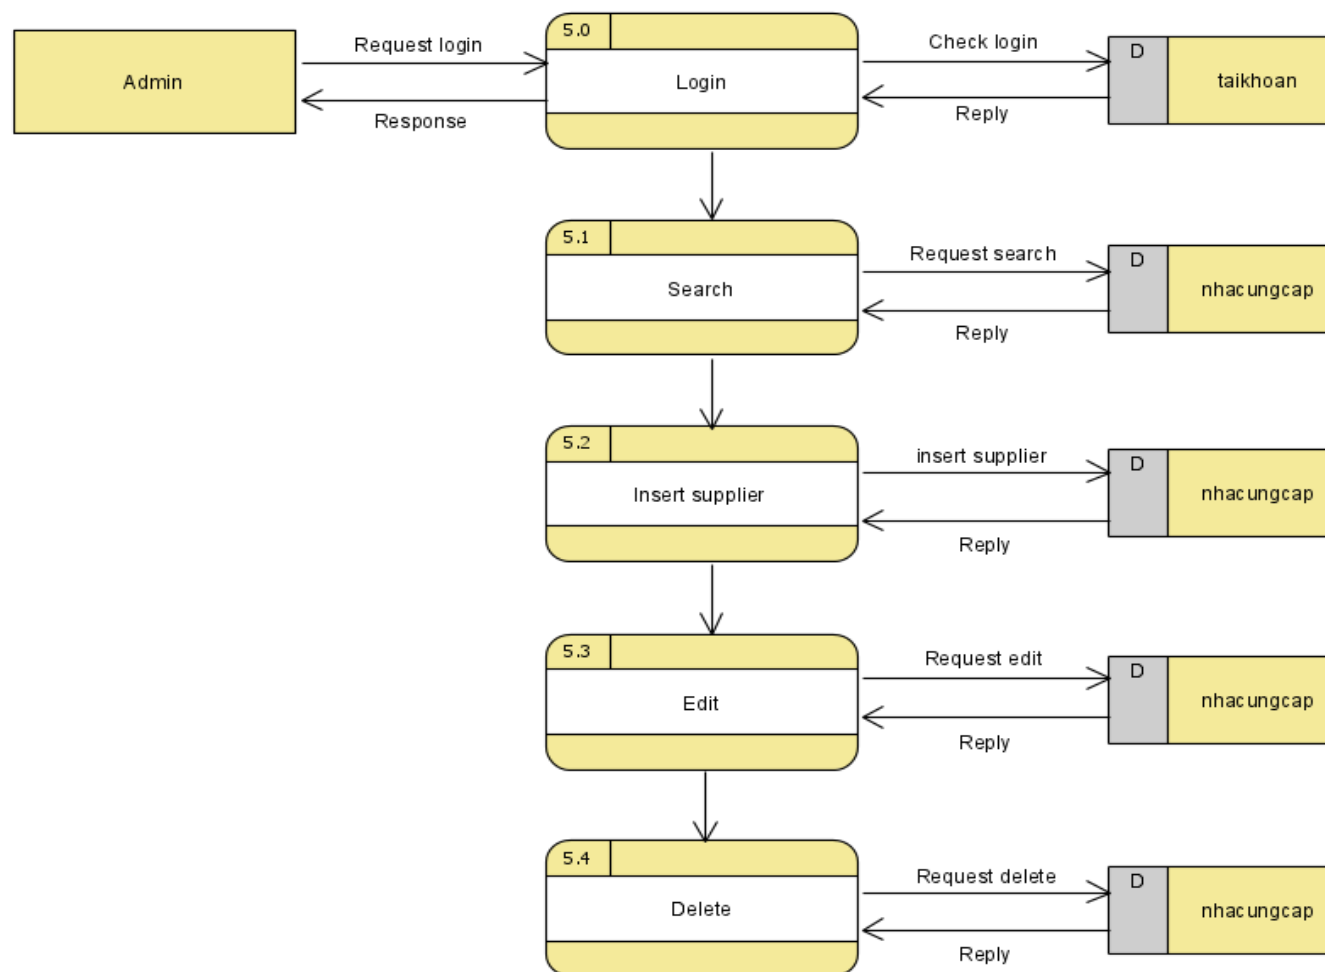 5.0
Request login
Check login
D
Admin
Login
taikhoan
Response
Reply
5.1
Request search
D
Search
nhacungcap
Reply
5.2
insert supplier
D
Insert supplier
nhacungcap
Reply
5.3
Request edit
D
Edit
nhacungcap
Reply
5.4
Request delete
D
Delete
nhacungcap
Reply